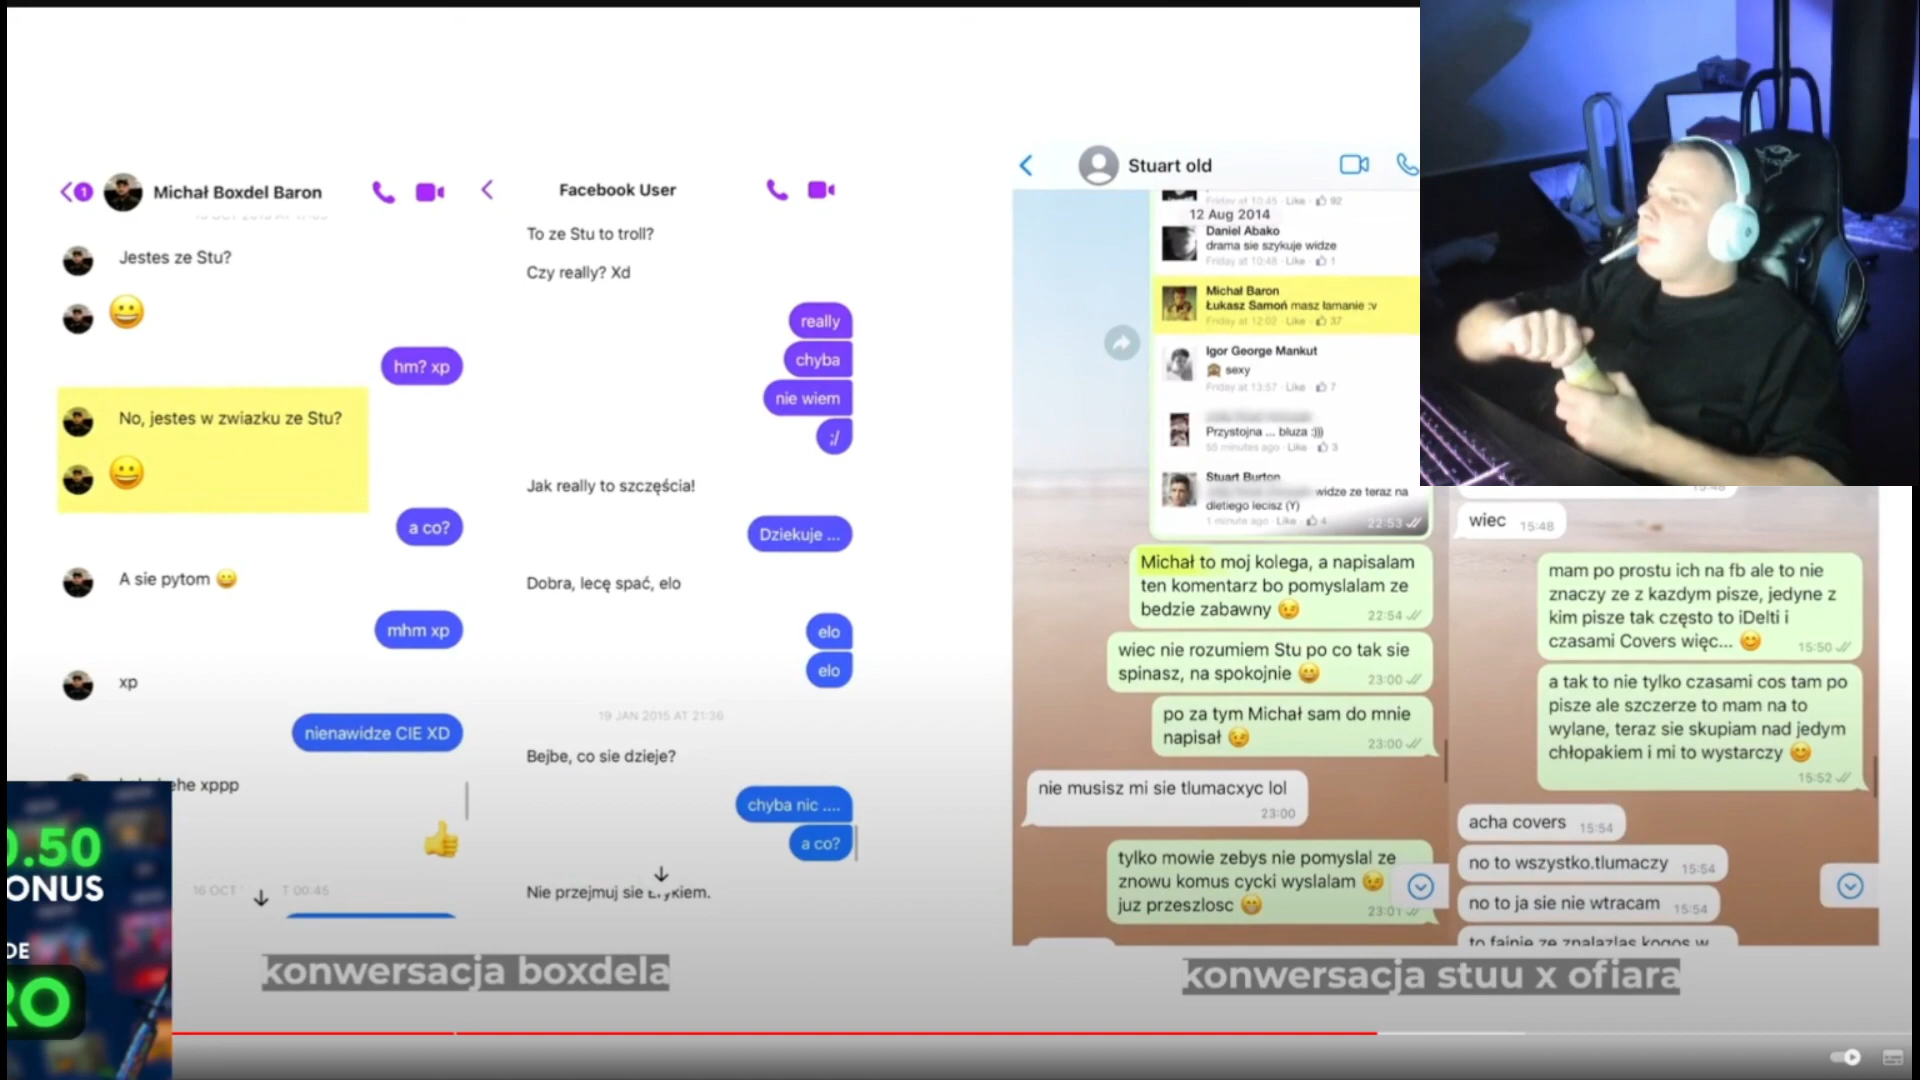 1
Michał Boxdel Baron
Jestes ze Stu?
hm? xp
No, jestes w zwiazku ze Stu?
a co?
A sie pytom
mhm xp
xp
nienawidze CIE XD
ehe xppp
16 OCT
T 00:45
konwersacja boxdela
Facebook User
To ze Stu to troll?
Czy really? Xd
really
chyba
nie wiem
:/
Jak really to szczęścia!
Dziekuje ...
Dobra, lecę spać, elo
elo
elo
19 JAN 2015 AT 21:36
Bejbe, co sie dzieje?
chyba nic ....
a co?
Nie przejmuj sie
Stuart old
Friday at 10:45 · Like · 92
12 Aug 2014
Daniel Abako
drama sie szykuje widze
Friday at 10:48 · Like · 1
Michał Baron
Łukasz Samoń masz łamanie :v
Friday at 12:02 · Like · 37
Igor George Mankut
sexy
Friday at 13:57 · Like · 7
Przystojna ... bluza :)))
55 minutes ago · Like · 3
Stuart Burton
widze ze teraz na
dietiego lecisz (Y)
1 minute ago · Like · 4
22:53
Michał to moj kolega, a napisalam
ten komentarz bo pomyslalam ze
bedzie zabawny
22:54
wiec nie rozumiem Stu po co tak sie
spinasz, na spokojnie
23:00
po za tym Michał sam do mnie
napisał
23:00
nie musisz mi sie tlumacxyc lol
23:00
tylko mowie zebys nie pomyslal ze
znowu komus cycki wyslalam
juz przeszlosc
23:01
15:48
wiec
15:48
mam po prostu ich na fb ale to nie
znaczy ze z kazdym pisze, jedyne z
kim pisze tak często to iDelti i
czasami Covers więc...
15:50
a tak to nie tylko czasami cos tam po
pisze ale szczerze to mam na to
wylane, teraz sie skupiam nad jedym
chłopakiem i mi to wystarczy
15:52
acha covers
15:54
no to wszystko.tlumaczy
15:54
no to ja sie nie wtracam
15:54
to fajnie ze znalazlas kogos w
konwersacja stuu x ofiara
0.50
ONUS
DE
RO